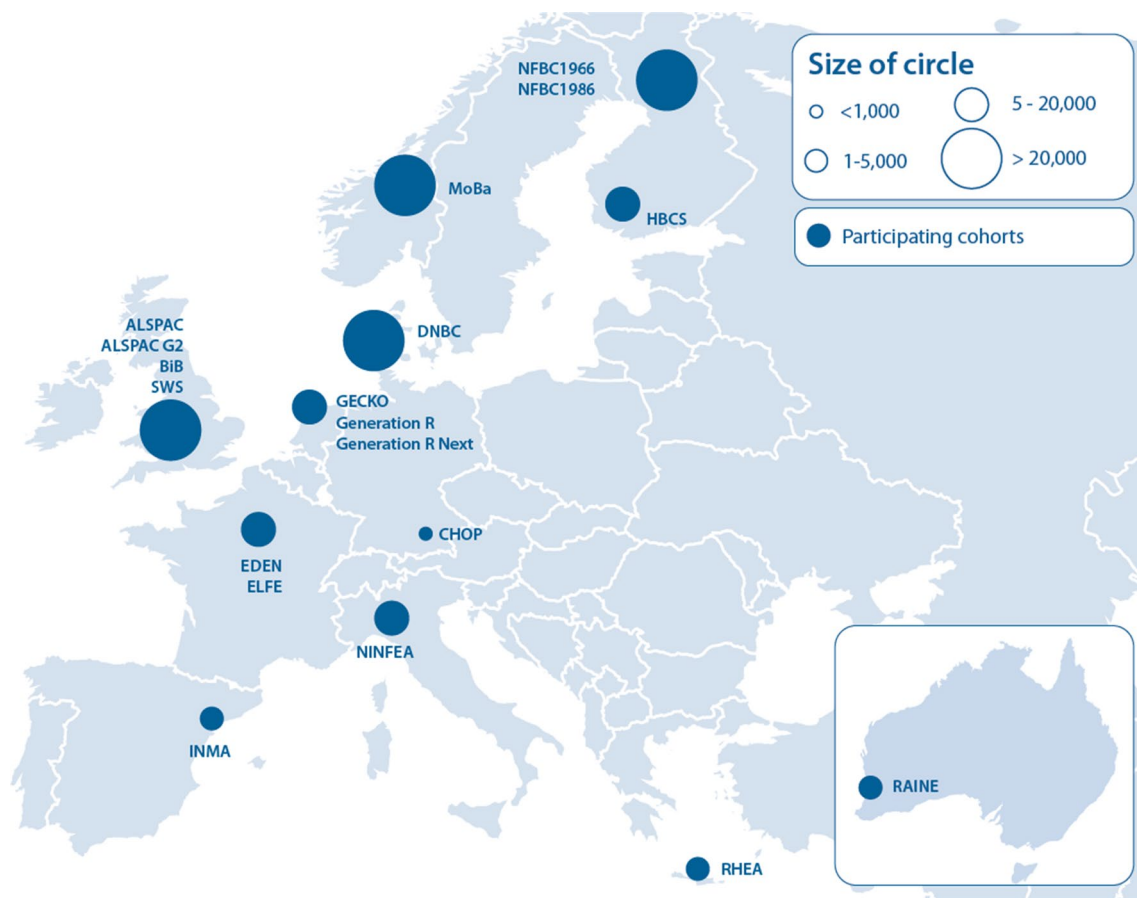 NFBC1966
NFBC1986
MoBa
HBCS
Size of circle
<1,000
5 - 20,000
1-5,000
> 20,000
Participating cohorts
ALSPAC
ALSPAC G2
BiB
SWS
DNBC
GECKO
Generation R
Generation R Next
CHOP
EDEN
ELFE
NINFEA
INMA
RHEA
RAINE